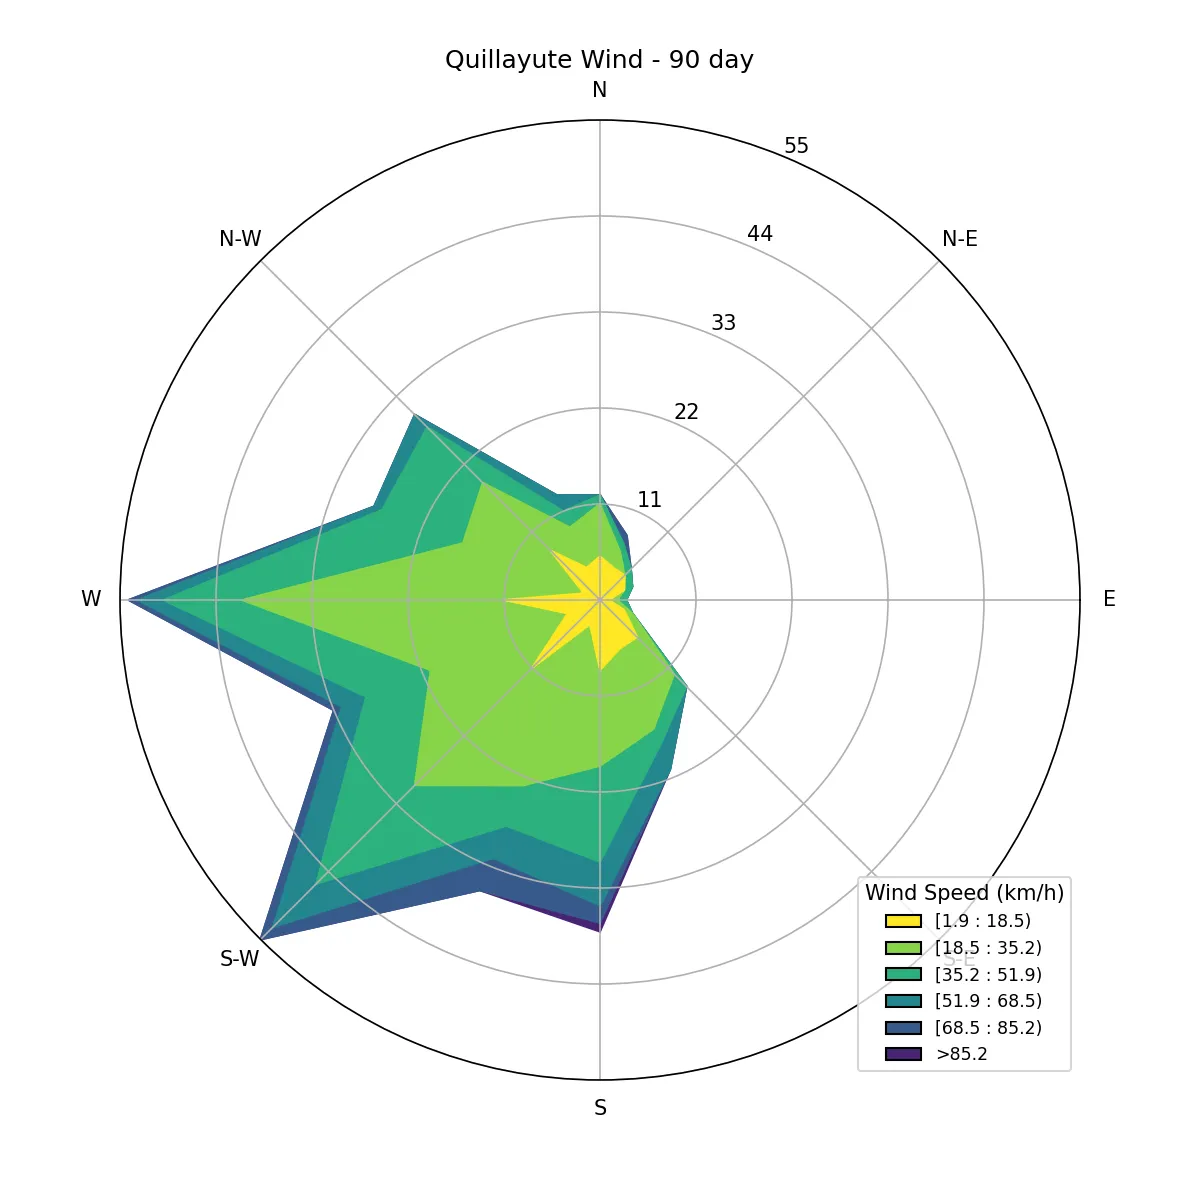 Quillayute Wind - 90 day
N
55
N-W
44
N-E
33
22
11
W
E
S-W
S-E
S
Wind Speed (km/h)
[1.9 : 18.5)
[18.5 : 35.2)
[35.2 : 51.9)
[51.9 : 68.5)
[68.5 : 85.2)
>85.2